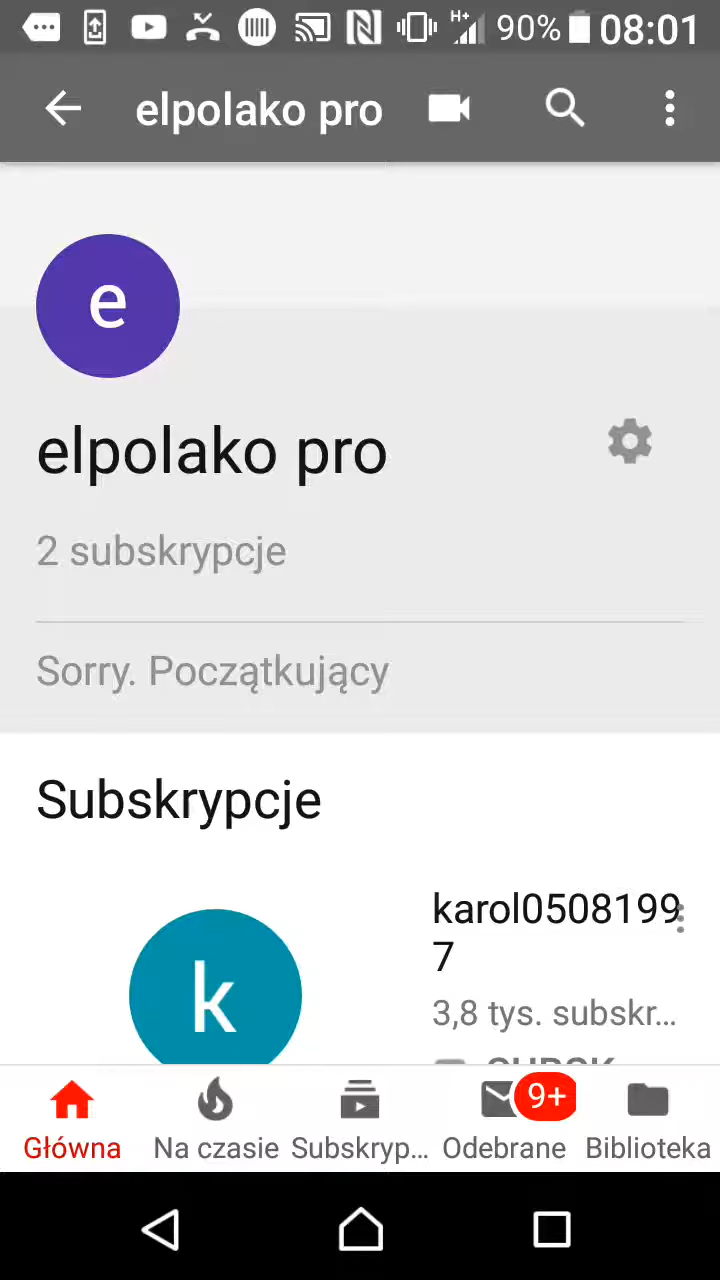 H+ 90% 08:01
elpolako pro
e
elpolako pro
2 subskrypcje
Sorry. Początkujący
Subskrypcje
k
karol0508199
7
3,8 tys. subskr...
9+
Główna Na czasie Subskryp... Odebrane Biblioteka